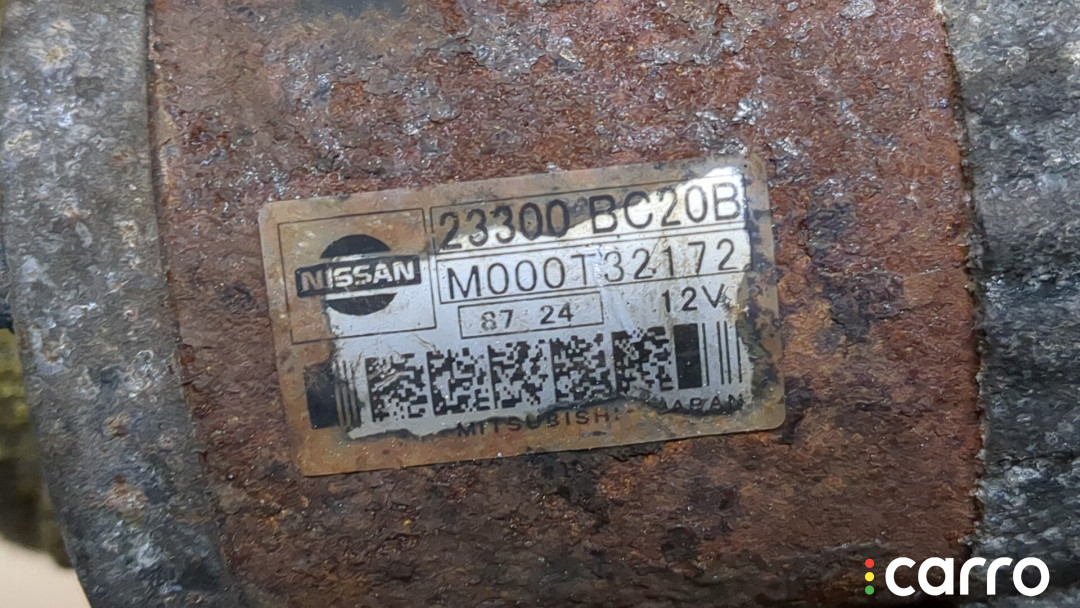 NISSAN
23300 BC20B
M000T32172
87 24
12V
MITSUBISHI JAPAN
carro